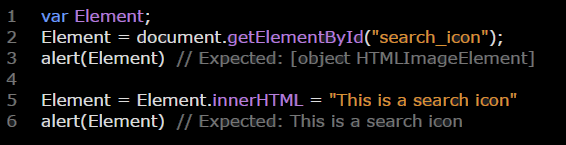 1 var Element;
2 Element = document.getElementById("search_icon");
3 alert(Element) // Expected: [object HTMLImageElement]
4
5 Element = Element.innerHTML = "This is a search icon"
6 alert(Element) // Expected: This is a search icon